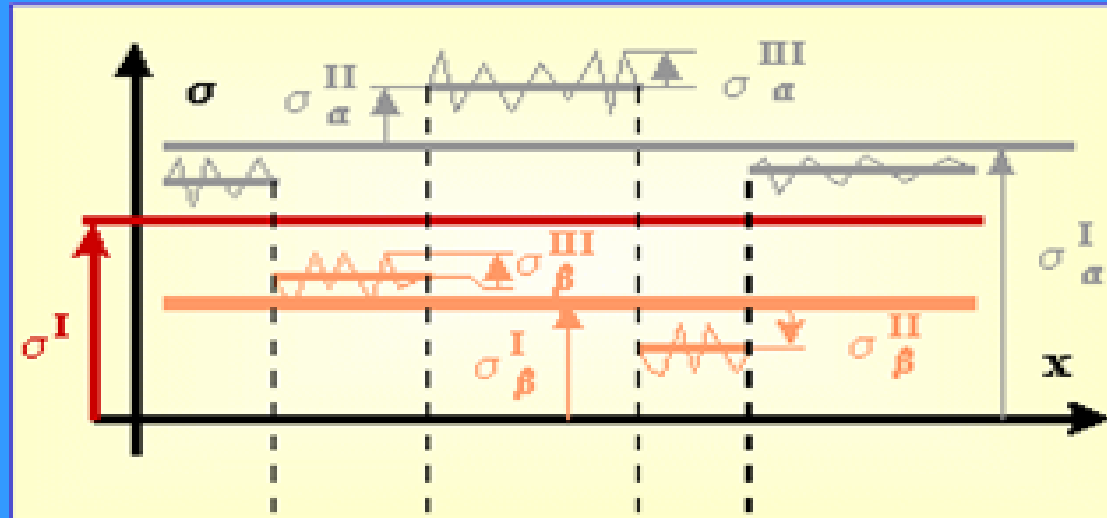 σ
σ II α
σ III α
σ III β
σ I α
σ I
σ I β
σ II β
x